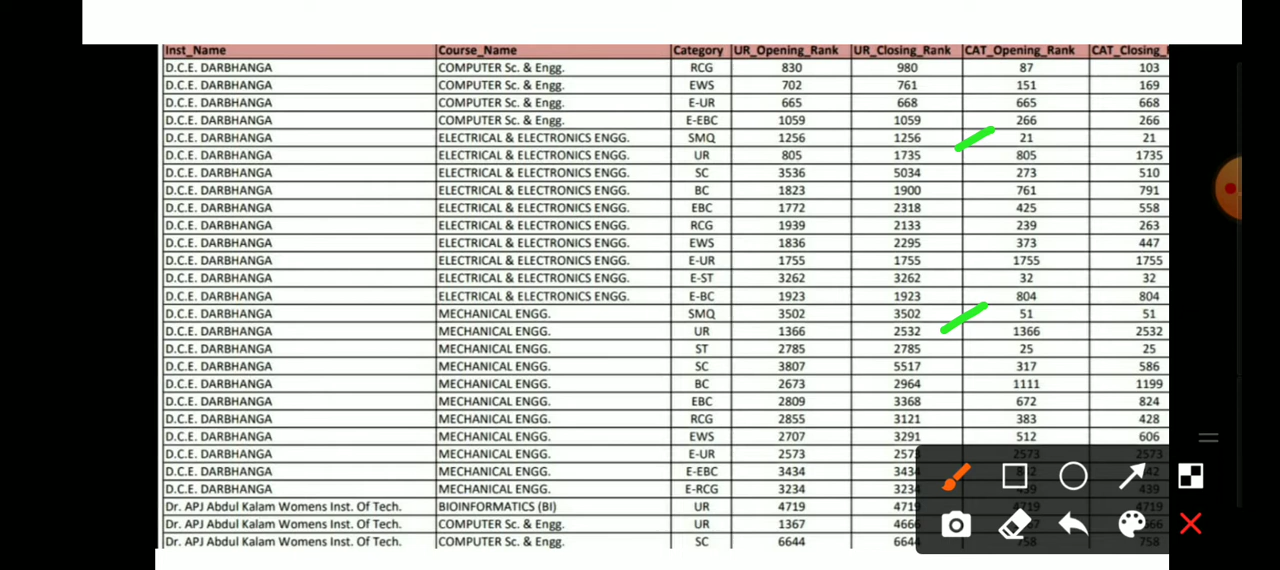 Inst_Name Course_Name Category UR_Opening_Rank UR_Closing_Rank CAT_Opening_Rank CAT_Closing_
D.C.E. DARBHANGA COMPUTER Sc. & Engg. RCG 830 980 87 103
D.C.E. DARBHANGA COMPUTER Sc. & Engg. EWS 702 761 151 169
D.C.E. DARBHANGA COMPUTER Sc. & Engg. E-UR 665 668 665 668
D.C.E. DARBHANGA COMPUTER Sc. & Engg. E-EBC 1059 1059 266 266
D.C.E. DARBHANGA ELECTRICAL & ELECTRONICS ENGG. SMQ 1256 1256 21 21
D.C.E. DARBHANGA ELECTRICAL & ELECTRONICS ENGG. UR 805 1735 805 1735
D.C.E. DARBHANGA ELECTRICAL & ELECTRONICS ENGG. SC 3536 5034 273 510
D.C.E. DARBHANGA ELECTRICAL & ELECTRONICS ENGG. BC 1823 1900 761 791
D.C.E. DARBHANGA ELECTRICAL & ELECTRONICS ENGG. EBC 1772 2318 425 558
D.C.E. DARBHANGA ELECTRICAL & ELECTRONICS ENGG. RCG 1939 2133 239 263
D.C.E. DARBHANGA ELECTRICAL & ELECTRONICS ENGG. EWS 1836 2295 373 447
D.C.E. DARBHANGA ELECTRICAL & ELECTRONICS ENGG. E-UR 1755 1755 1755 1755
D.C.E. DARBHANGA ELECTRICAL & ELECTRONICS ENGG. E-ST 3262 3262 32 32
D.C.E. DARBHANGA ELECTRICAL & ELECTRONICS ENGG. E-BC 1923 1923 804 804
D.C.E. DARBHANGA MECHANICAL ENGG. SMQ 3502 3502 51 51
D.C.E. DARBHANGA MECHANICAL ENGG. UR 1366 2532 1366 2532
D.C.E. DARBHANGA MECHANICAL ENGG. ST 2785 2785 25 25
D.C.E. DARBHANGA MECHANICAL ENGG. SC 3807 5517 317 586
D.C.E. DARBHANGA MECHANICAL ENGG. BC 2673 2964 1111 1199
D.C.E. DARBHANGA MECHANICAL ENGG. EBC 2809 3368 672 824
D.C.E. DARBHANGA MECHANICAL ENGG. RCG 2855 3121 383 428
D.C.E. DARBHANGA MECHANICAL ENGG. EWS 2707 3291 512 606
D.C.E. DARBHANGA MECHANICAL ENGG. E-UR 2573 2573 2573 2573
D.C.E. DARBHANGA MECHANICAL ENGG. E-EBC 3434 3434
D.C.E. DARBHANGA MECHANICAL ENGG. E-RCG 3234 3234 439
Dr. APJ Abdul Kalam Womens Inst. Of Tech. BIOINFORMATICS (BI) UR 4719 4719 4719
Dr. APJ Abdul Kalam Womens Inst. Of Tech. COMPUTER Sc. & Engg. UR 1367 4666
Dr. APJ Abdul Kalam Womens Inst. Of Tech. COMPUTER Sc. & Engg. SC 6644 6644 758